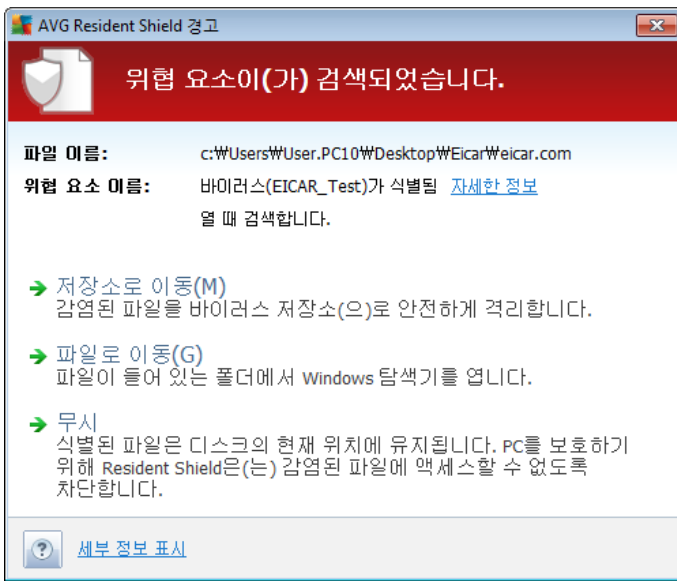 AVG Resident Shield 경고
위협 요소이(가) 검색되었습니다.
파일 이름: c:₩Users₩User.PC10₩Desktop₩Eicar₩eicar.com
위협 요소 이름: 바이러스(EICAR_Test)가 식별됨 자세한 정보
열 때 검색합니다.
저장소로 이동(M)
감염된 파일을 바이러스 저장소(으)로 안전하게 격리합니다.
파일로 이동(G)
파일이 들어 있는 폴더에서 Windows 탐색기를 엽니다.
무시
식별된 파일은 디스크의 현재 위치에 유지됩니다. PC를 보호하기
위해 Resident Shield은(는) 감염된 파일에 액세스할 수 없도록
차단합니다.
? 세부 정보 표시